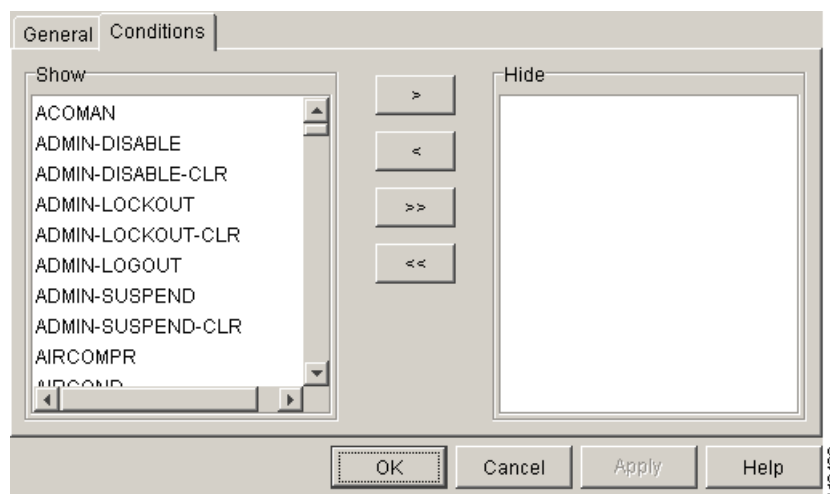 General Conditions
Show
Hide
ACOMAN
ADMIN-DISABLE
ADMIN-DISABLE-CLR
ADMIN-LOCKOUT
ADMIN-LOCKOUT-CLR
ADMIN-LOGOUT
ADMIN-SUSPEND
ADMIN-SUSPEND-CLR
AIRCOMPR
>
<
>>
<<
OK Cancel Apply Help